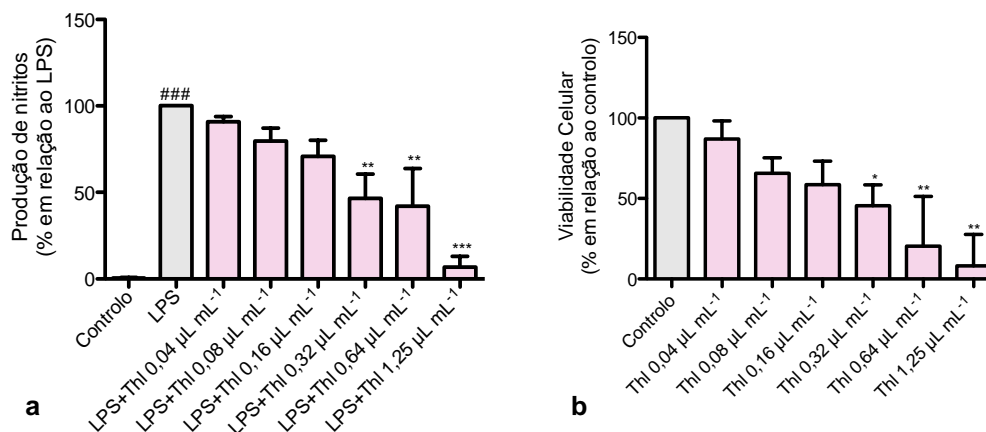 Produção de nitritos
(% em relação ao LPS)
150
100
50
0
###
**
**
***
Controlo
LPS
LPS+Thl 0,04 µL mL-1
LPS+Thl 0,08 µL mL-1
LPS+Thl 0,16 µL mL-1
LPS+Thl 0,32 µL mL-1
LPS+Thl 0,64 µL mL-1
LPS+Thl 1,25 µL mL-1
a
Viabilidade Celular
(% em relação ao controlo)
150
100
50
0
*
**
**
Controlo
Thl 0,04 µL mL-1
Thl 0,08 µL mL-1
Thl 0,16 µL mL-1
Thl 0,32 µL mL-1
Thl 0,64 µL mL-1
Thl 1,25 µL mL-1
b